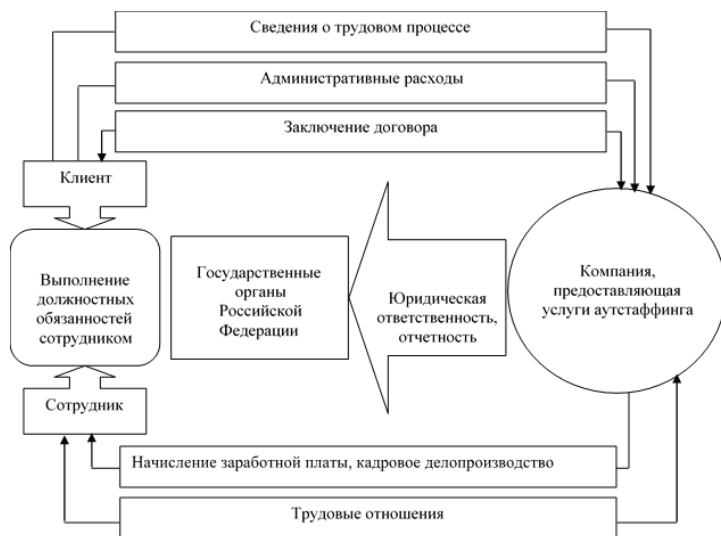 Сведения о трудовом процессе
Административные расходы
Заключение договора
Клиент
Выполнение
должностных
обязанностей
сотрудником
Государственные
органы
Российской
Федерации
Юридическая
ответственность,
отчетность
Компания,
предоставляющая
услуги аутстаффинга
Сотрудник
Начисление заработной платы, кадровое делопроизводство
Трудовые отношения